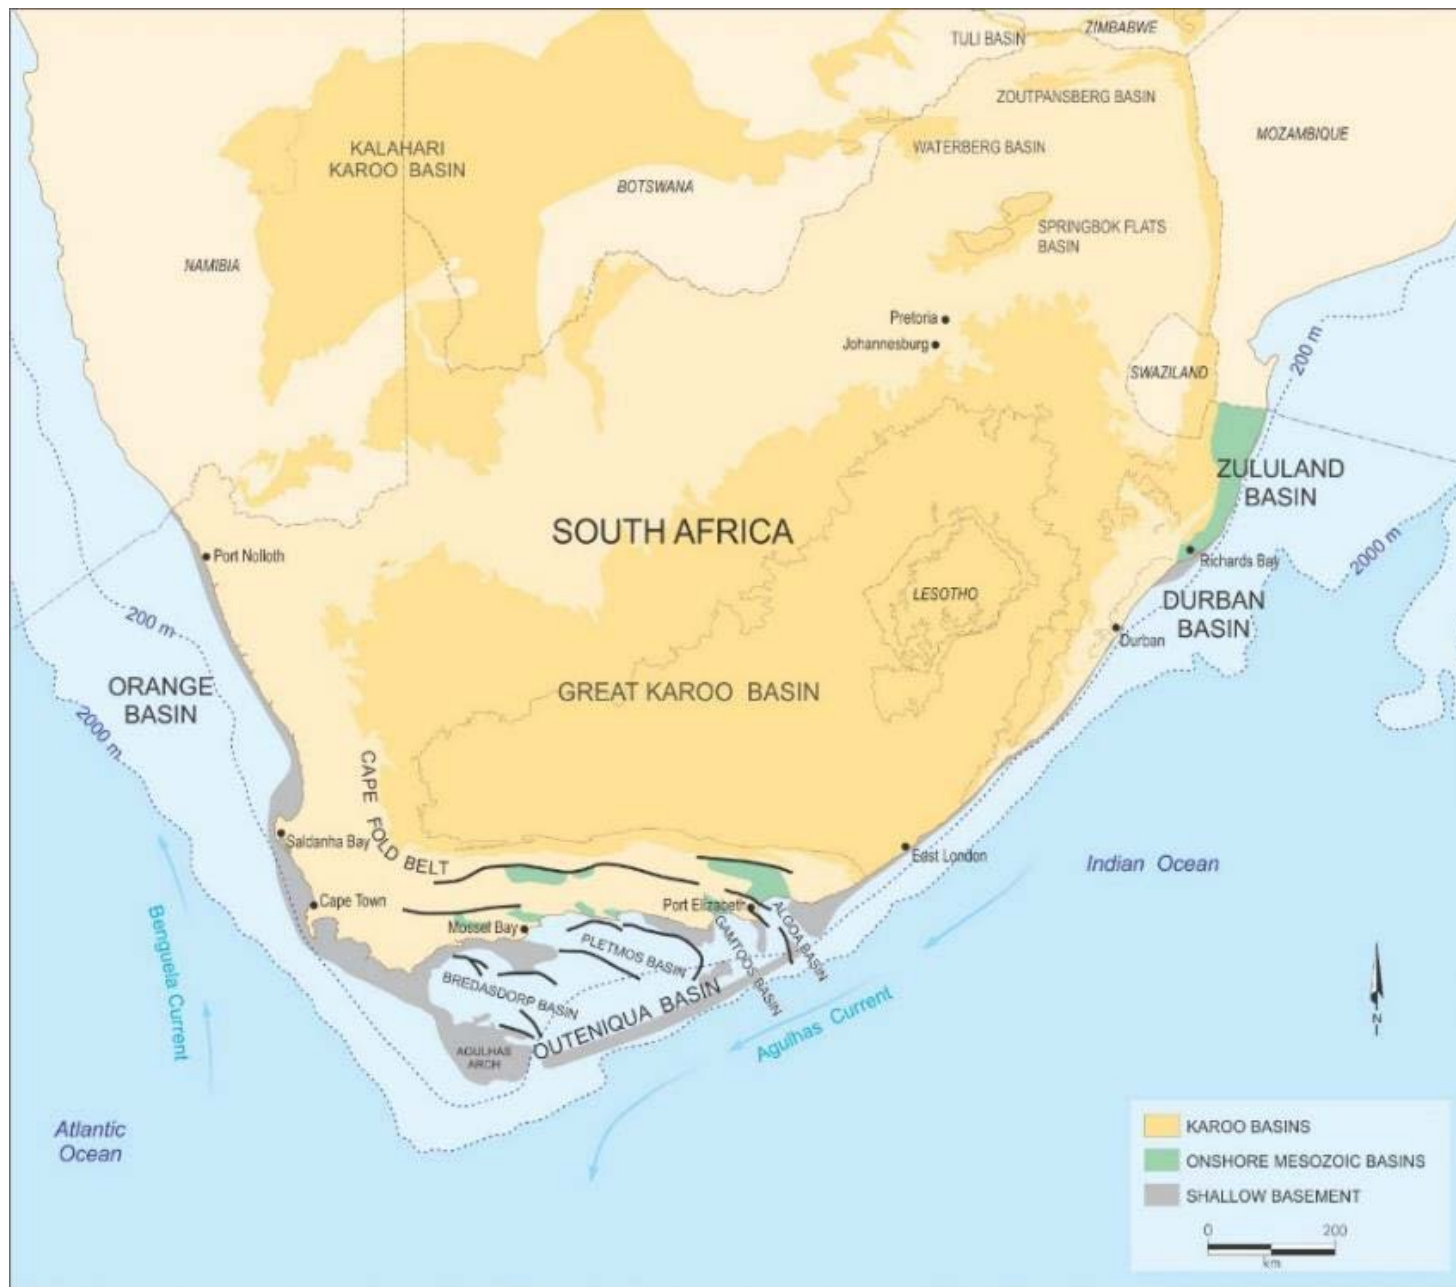 ZIMBABWE
TULI BASIN
ZOUTPANSBERG BASIN
MOZAMBIQUE
WATERBERG BASIN
KALAHARI
KAROO BASIN
BOTSWANA
SPRINGBOK FLATS
BASIN
NAMIBIA
Pretoria
Johannesburg
200 m
SWAZILAND
ZULULAND
BASIN
SOUTH AFRICA
Port Nolloth
Richards Bay
2000 m
LESOTHO
DURBAN
BASIN
Durban
200 m
ORANGE
BASIN
2000 m
GREAT KAROO BASIN
CAPE FOLD BELT
Saldanha Bay
East London
Indian Ocean
Cape Town
Port Elizabeth
Mosset Bay
ALGOA BASIN
GAMTOOS BASIN
PLETMOS BASIN
BREDASDORP BASIN
OUTENIQUA BASIN
Benguela Current
Agulhas Current
AGULHAS
ARCH
N
Atlantic
Ocean
KAROO BASINS
ONSHORE MESOZOIC BASINS
SHALLOW BASEMENT
0 200
km